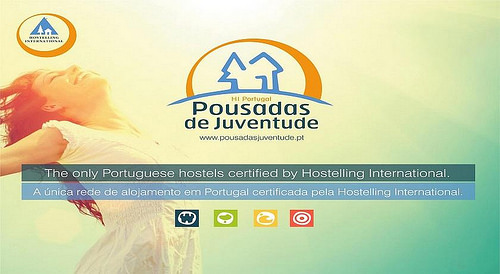 HOSTELLING
INTERNATIONAL
HI Portugal
Pousadas
de Juventude
www.pousadasjuventude.pt
The only Portuguese hostels certified by Hostelling International.
A única rede de alojamento em Portugal certificada pela Hostelling International.